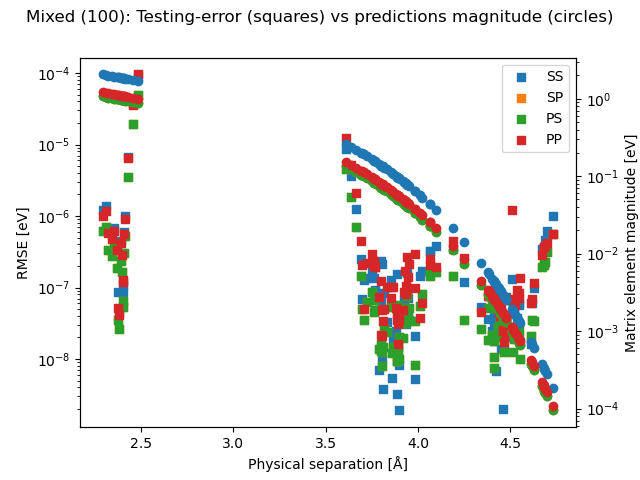 Mixed (100): Testing-error (squares) vs predictions magnitude (circles)
10⁻⁴
10⁻⁵
10⁻⁶
10⁻⁷
10⁻⁸
RMSE [eV]
SS
SP
PS
PP
10⁰
10⁻¹
10⁻²
10⁻³
10⁻⁴
Matrix element magnitude [eV]
2.5
3.0
3.5
4.0
4.5
Physical separation [Å]